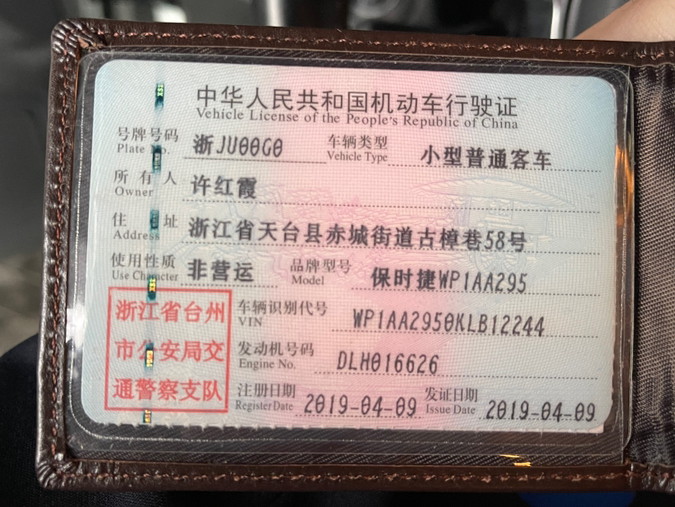 中华人民共和国机动车行驶证
Vehicle License of the People's Republic of China
号牌号码 浙JU00G0 车辆类型 小型普通客车
Plate No. Vehicle Type
所有人 许红霞
Owner
住址 浙江省天台县赤城街道古樟巷58号
Address
使用性质 非营运 品牌型号 保时捷WP1AA295
Use Character Model
浙江省台州
市公安局交
通警察支队
车辆识别代号 WP1AA2950KLB12244
VIN
发动机号码 DLH016626
Engine No.
注册日期 2019-04-09 发证日期 2019-04-09
Register Date Issue Date